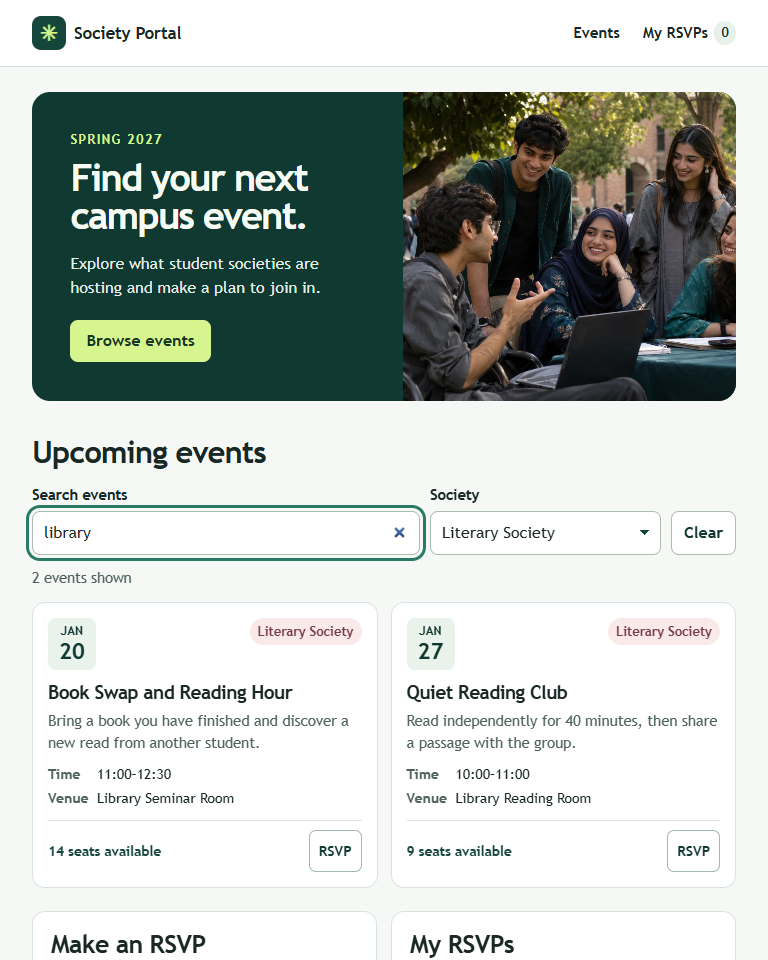 Society Portal
Events
My RSVPs 0
SPRING 2027
Find your next
campus event.
Explore what student societies are
hosting and make a plan to join in.
Browse events
Upcoming events
Search events
Society
library
Literary Society
Clear
2 events shown
JAN
20
Literary Society
Book Swap and Reading Hour
Bring a book you have finished and discover a
new read from another student.
Time 11:00–12:30
Venue Library Seminar Room
14 seats available
RSVP
JAN
27
Literary Society
Quiet Reading Club
Read independently for 40 minutes, then share
a passage with the group.
Time 10:00–11:00
Venue Library Reading Room
9 seats available
RSVP
Make an RSVP
My RSVPs